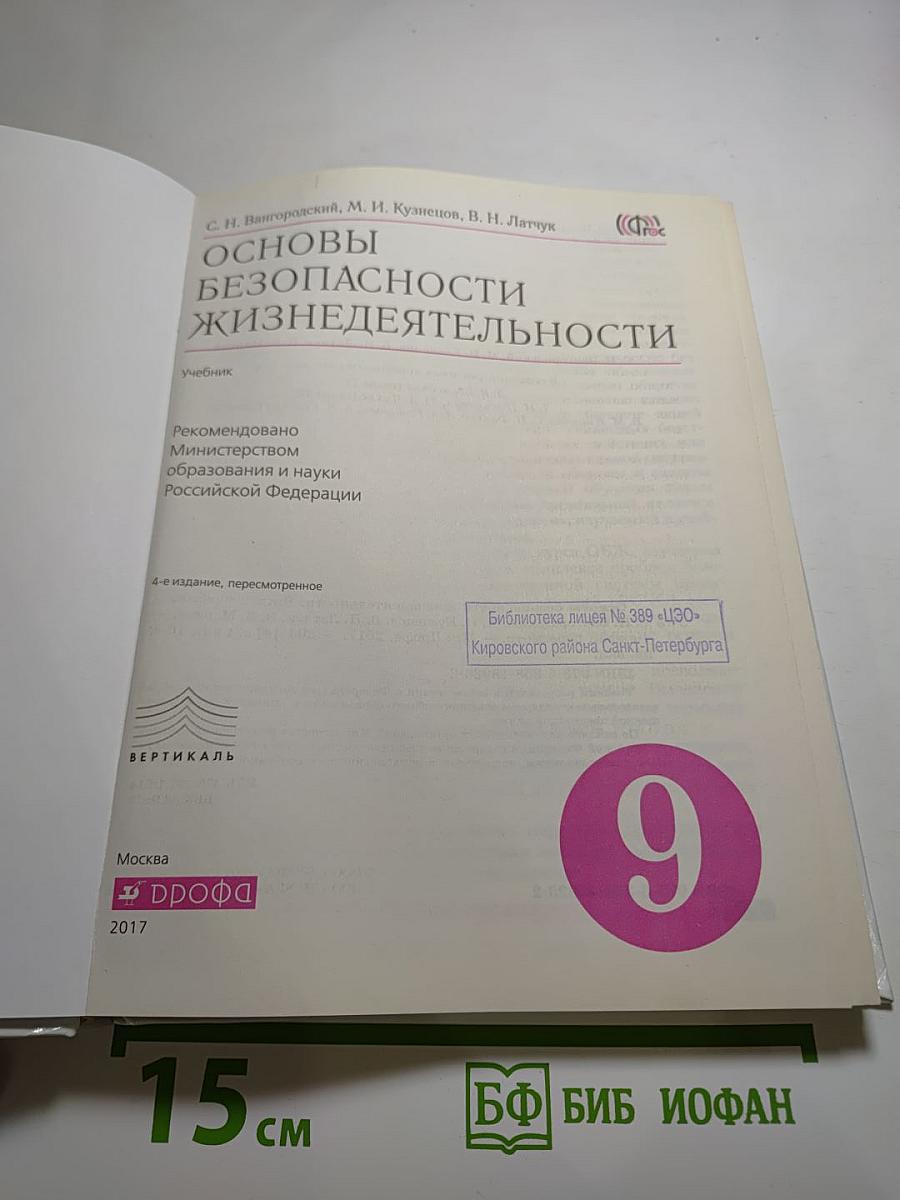 С. Н. Вангородский, М. И. Кузнецов, В. Н. Латчук
ФГОС
ОСНОВЫ
БЕЗОПАСНОСТИ
ЖИЗНЕДЕЯТЕЛЬНОСТИ
учебник
Рекомендовано
Министерством
образования и науки
Российской Федерации
4-е издание, пересмотренное
Библиотека лицея № 389 «ЦЭО»
Кировского района Санкт-Петербурга
ВЕРТИКАЛЬ
9
Москва
дрофа
2017
15 см
БФ БИБ ИОФАН